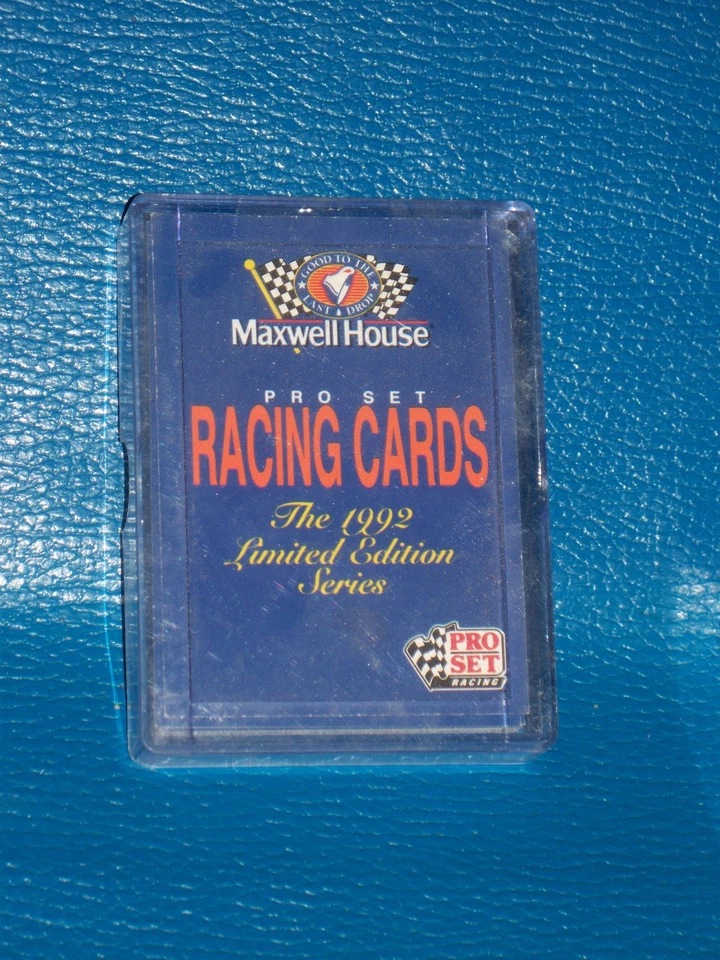 GOOD TO THE
LAST DROP
Maxwell House
PRO SET
RACING CARDS
The 1992
Limited Edition
Series
PRO
SET
RACING